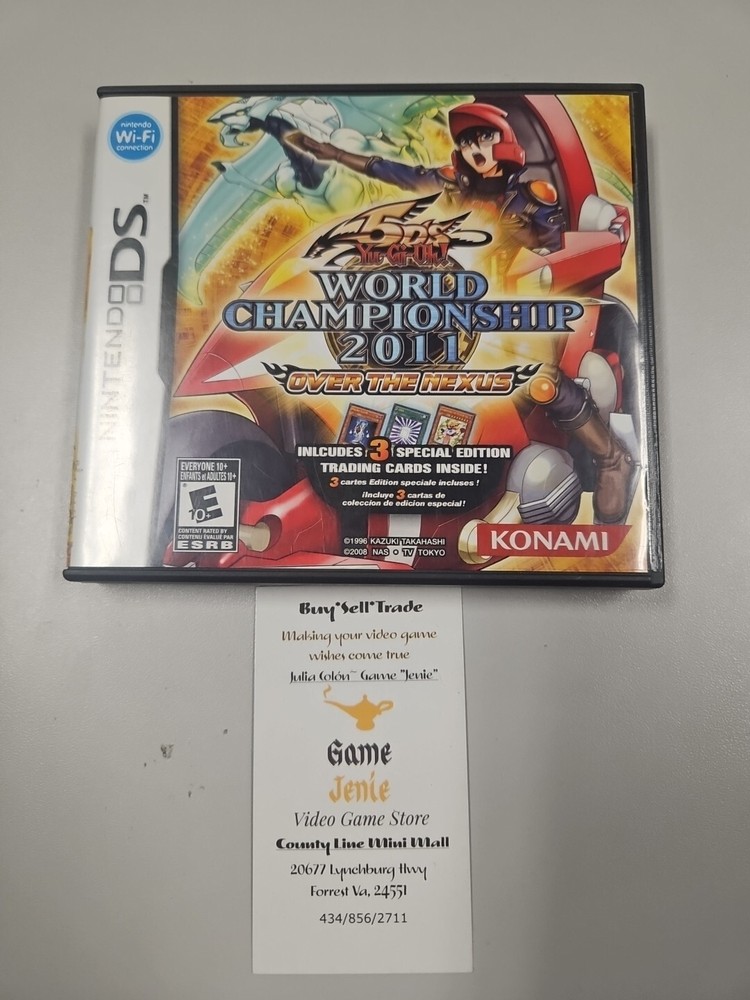 nintendo
Wi-Fi
connection
NINTENDO DS™
5D's
Yu-Gi-Oh!
WORLD
CHAMPIONSHIP
2011
OVER THE NEXUS
INLCUDES 3 SPECIAL EDITION
TRADING CARDS INSIDE!
3 cartes Edition speciale incluses !
¡Incluye 3 cartas de
coleccion de edicion especial!
EVERYONE 10+
ENFANTS et ADULTES 10+
E
10+
CONTENT RATED BY
CONTENU ÉVALUÉ PAR
ESRB
©1996 KAZUKI TAKAHASHI
©2008 NAS • TV TOKYO
KONAMI
Buy*Sell*Trade
Making your video game
wishes come true
Julia Colón~ Game "Jenie"
Game
Jenie
Video Game Store
County Line Mini Mall
20677 Lynchburg Hwy
Forrest Va, 24551
434/856/2711